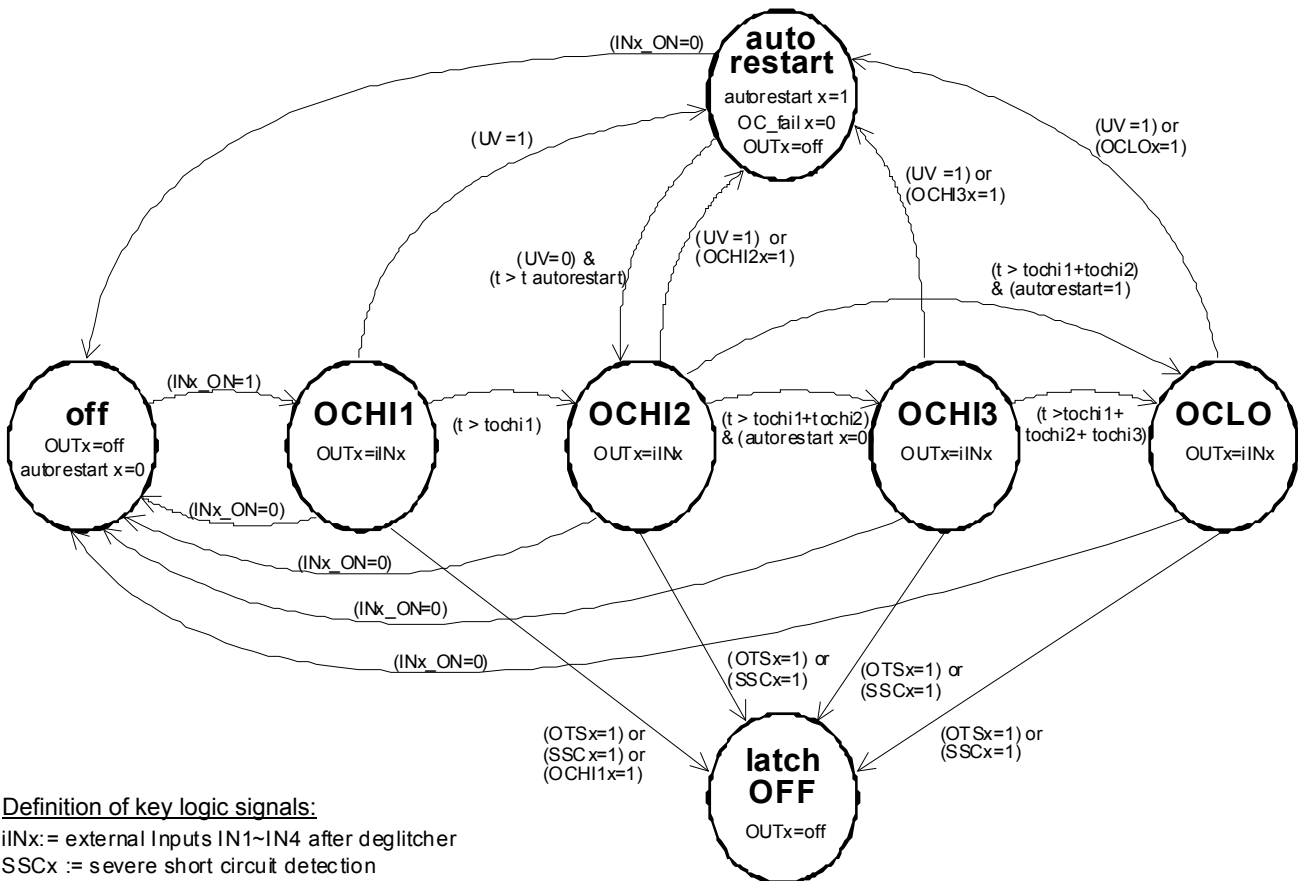 (INx_ON=0)
auto
restart
autorestart x=1
OC_fail x=0
OUTx=off
(UV =1)
(UV =1) or
(OCLOx=1)
(UV =1) or
(OCHI3x=1)
(UV =1) or
(OCHI2x=1)
(UV=0) &
(t > t autorestart)
(t > tochi1+tochi2)
& (autorestart=1)
off
OUTx=off
autorestart x=0
(INx_ON=1)
OCHI1
OUTx=iINx
(t > tochi1)
OCHI2
OUTx=iINx
(t > tochi1+tochi2)
& (autorestart x=0)
OCHI3
OUTx=iINx
(t >tochi1+
tochi2+ tochi3)
OCLO
OUTx=iINx
(INx_ON=0)
(INx_ON=0)
(INx_ON=0)
(INx_ON=0)
(OTSx=1) or
(SSCx=1)
(OTSx=1) or
(SSCx=1)
(OTSx=1) or
(SSCx=1) or
(OCHI1x=1)
(OTSx=1) or
(SSCx=1)
latch
OFF
OUTx=off
Definition of key logic signals:
iINx:= external Inputs IN1~IN4 after deglitcher
SSCx := severe short circuit detection